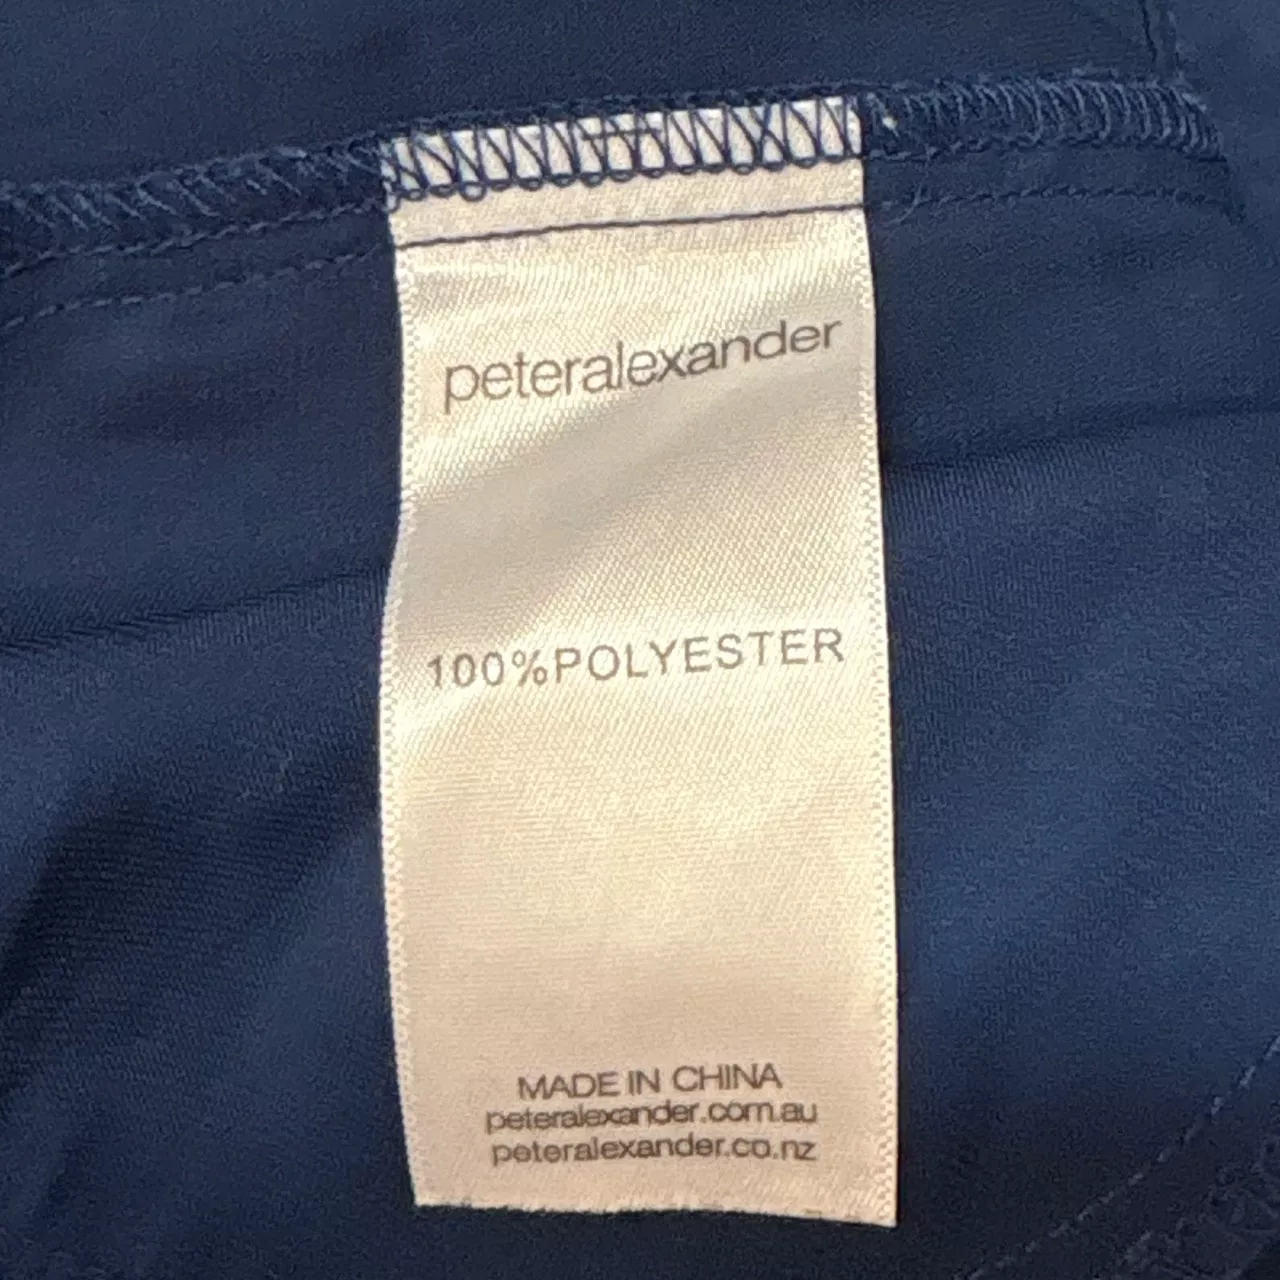 peteralexander
100%POLYESTER
MADE IN CHINA
peteralexander.com.au
peteralexander.co.nz